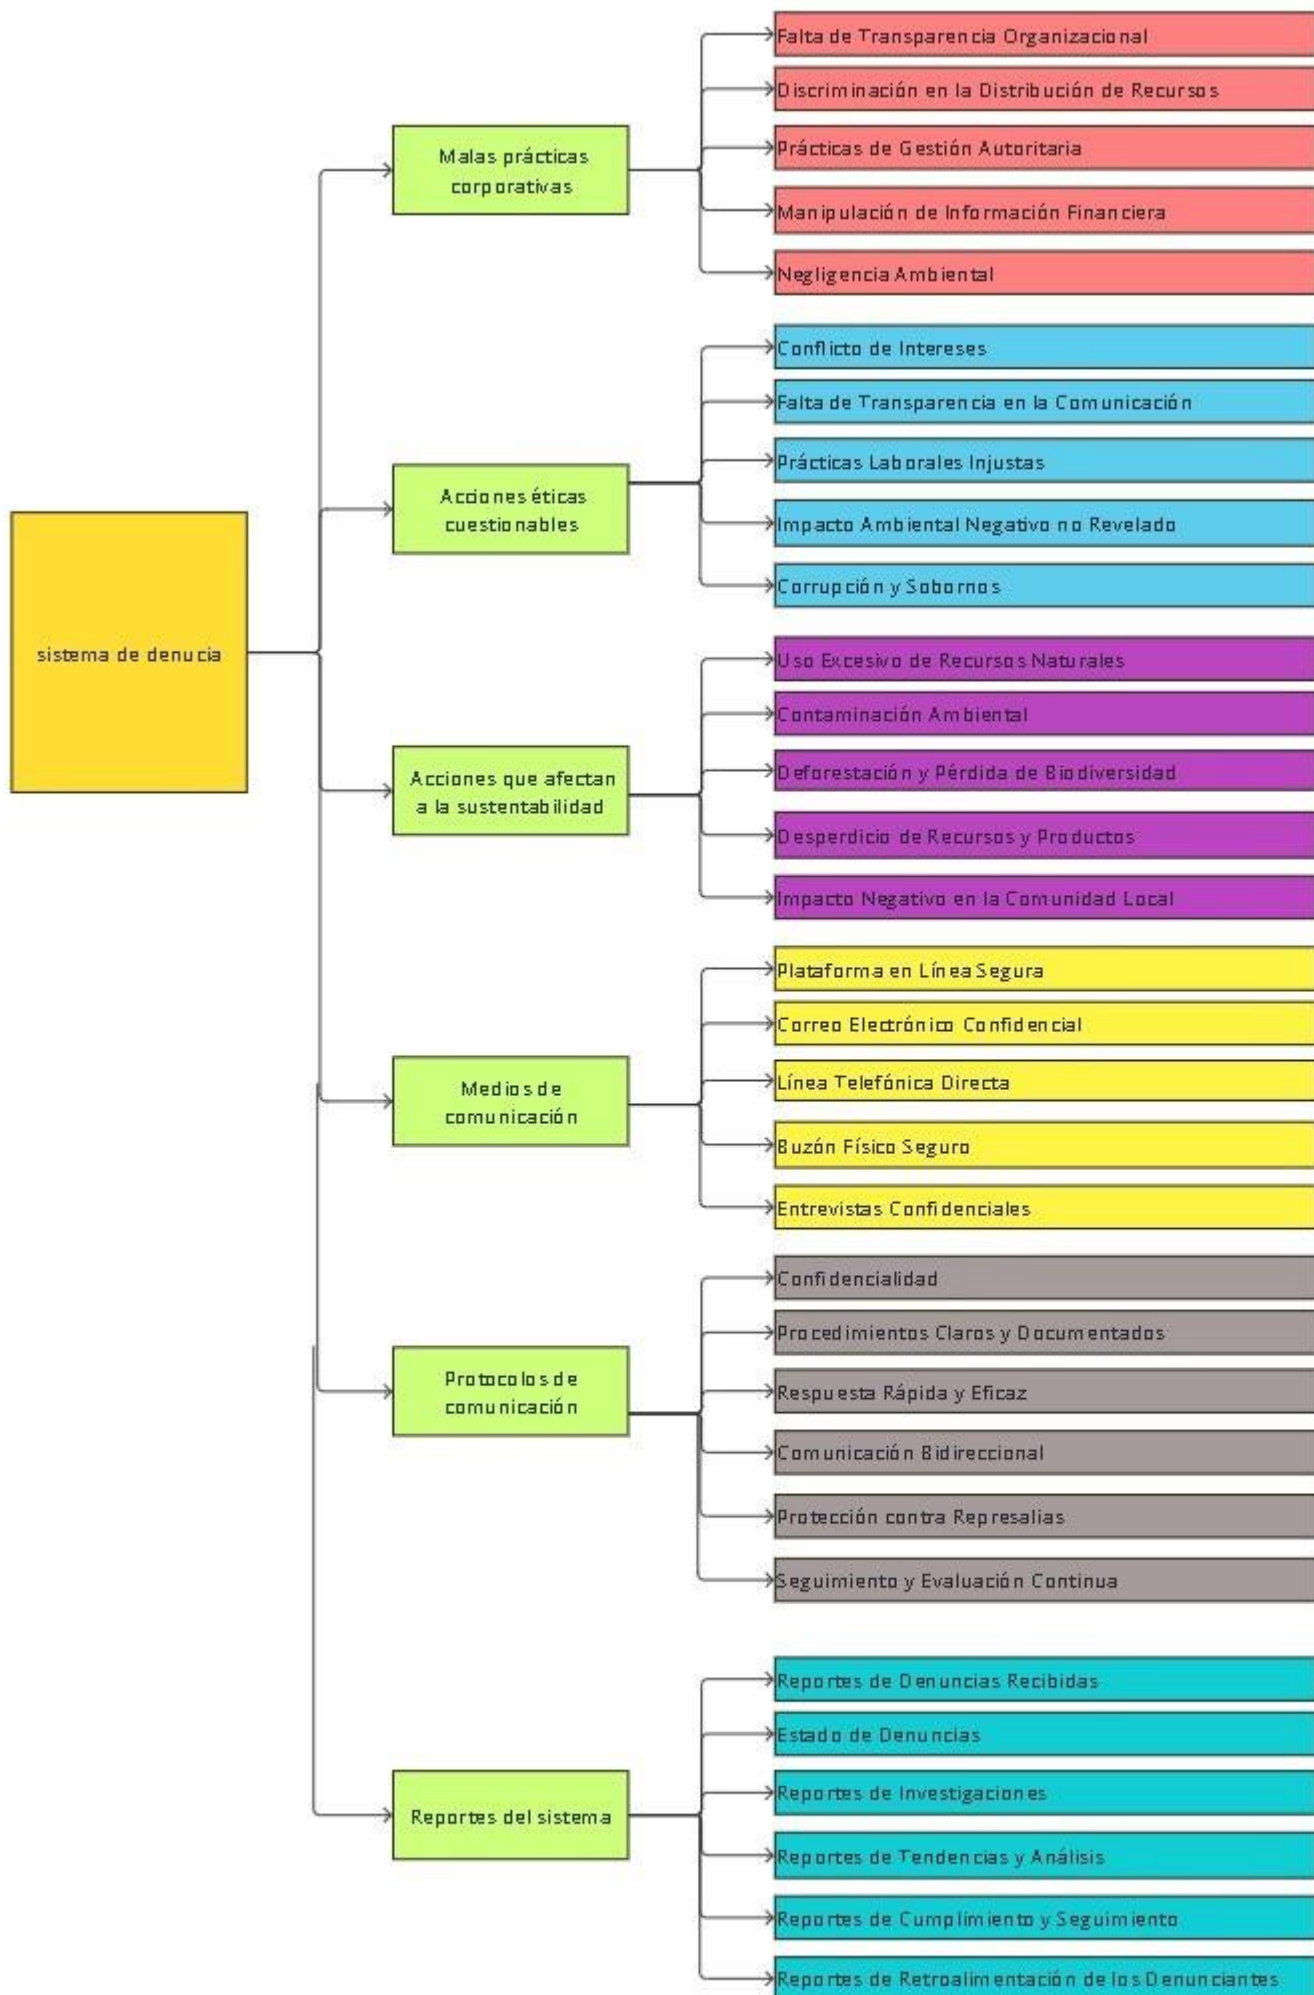 sistema de denucia
Malas prácticas
corporativas
Falta de Transparencia Organizacional
Discriminación en la Distribución de Recursos
Prácticas de Gestión Autoritaria
Manipulación de Información Financiera
Negligencia Ambiental
Acciones éticas
cuestionables
Conflicto de Intereses
Falta de Transparencia en la Comunicación
Prácticas Laborales Injustas
Impacto Ambiental Negativo no Revelado
Corrupción y Sobornos
Acciones que afectan
a la sustentabilidad
Uso Excesivo de Recursos Naturales
Contaminación Ambiental
Deforestación y Pérdida de Biodiversidad
Desperdicio de Recursos y Productos
Impacto Negativo en la Comunidad Local
Medios de
comunicación
Plataforma en Línea Segura
Correo Electrónico Confidencial
Línea Telefónica Directa
Buzón Físico Seguro
Entrevistas Confidenciales
Protocolos de
comunicación
Confidencialidad
Procedimientos Claros y Documentados
Respuesta Rápida y Eficaz
Comunicación Bidireccional
Protección contra Represalias
Seguimiento y Evaluación Continua
Reportes del sistema
Reportes de Denuncias Recibidas
Estado de Denuncias
Reportes de Investigaciones
Reportes de Tendencias y Análisis
Reportes de Cumplimiento y Seguimiento
Reportes de Retroalimentación de los Denunciantes